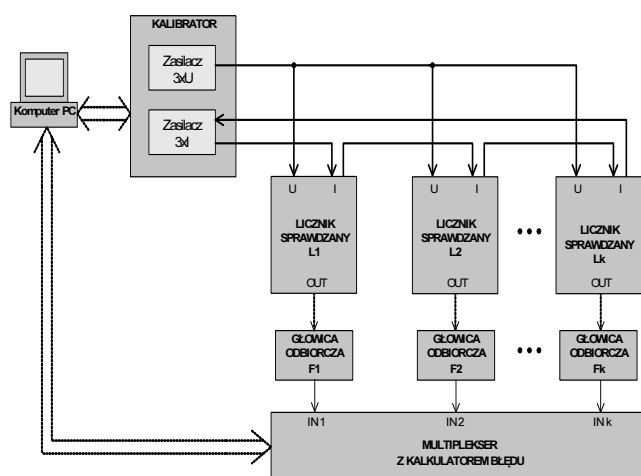 KALIBRATOR
Zasilacz
3xU
Komputer PC
Zasilacz
3xI
U I
LICZNIK
SPRAWDZANY
L1
OUT
U I
LICZNIK
SPRAWDZANY
L2
OUT
U I
LICZNIK
SPRAWDZANY
Lk
OUT
GŁOWICA
ODBIORCZA
F1
GŁOWICA
ODBIORCZA
F2
GŁOWICA
ODBIORCZA
Fk
IN1
IN2
INk
MULTIPLEKSER
Z KALKULATOREM BŁĘDU